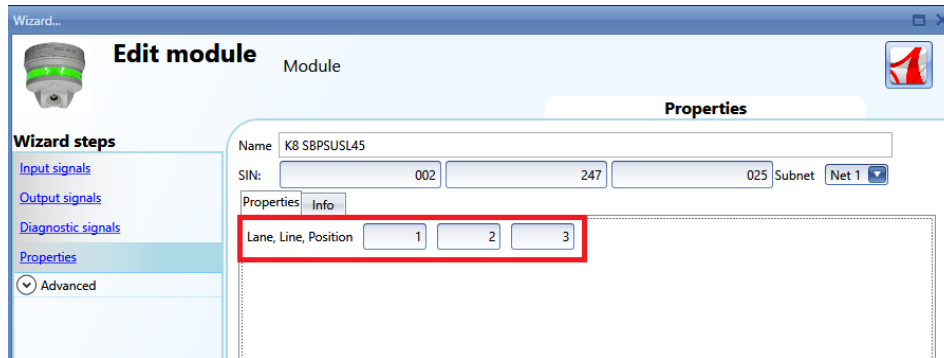 Wizard...
Edit module
Module
Properties
Wizard steps
Input signals
Output signals
Diagnostic signals
Properties
Advanced
Name K8 SBPSUSL45
SIN: 002 247 025 Subnet Net 1
Properties Info
Lane, Line, Position 1 2 3